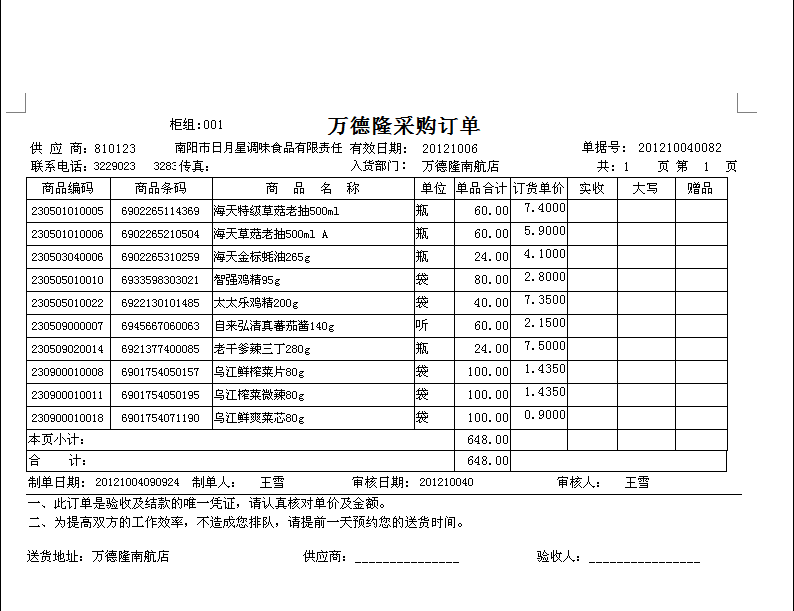 柜组:001 万德隆采购订单
供 应 商: 810123 南阳市日月星调味食品有限责任 有效日期: 20121006 单据号: 201210040082
联系电话: 3229023 3283 传真: 入货部门: 万德隆南航店 共: 1 页 第 1 页
商品编码 商品条码 商 品 名 称 单位 单品合计 订货单价 实收 大写 赠品
230501010005 6902265114369 海天特级草菇老抽500ml 瓶 60.00 7.4000
230501010006 6902265210504 海天草菇老抽500ml A 瓶 60.00 5.9000
230503040006 6902265310259 海天金标蚝油265g 瓶 24.00 4.1000
230505010010 6933598303021 智强鸡精95g 袋 80.00 2.8000
230505010022 6922130101485 太太乐鸡精200g 袋 40.00 7.3500
230509000007 6945667060063 自来弘清真蕃茄酱140g 听 60.00 2.1500
230509020014 6921377400085 老干爹辣三丁280g 瓶 24.00 7.5000
230900010008 6901754050157 乌江鲜榨菜片80g 袋 100.00 1.4350
230900010011 6901754050195 乌江榨菜微辣80g 袋 100.00 1.4350
230900010018 6901754071190 乌江鲜爽菜芯80g 袋 100.00 0.9000
本页小计: 648.00
合 计: 648.00
制单日期: 20121004090924 制单人: 王雪 审核日期: 201210040 审核人: 王雪
一、此订单是验收及结款的唯一凭证，请认真核对单价及金额。
二、为提高双方的工作效率，不造成您排队，请提前一天预约您的送货时间。
送货地址: 万德隆南航店 供应商:_______________ 验收人: ________________